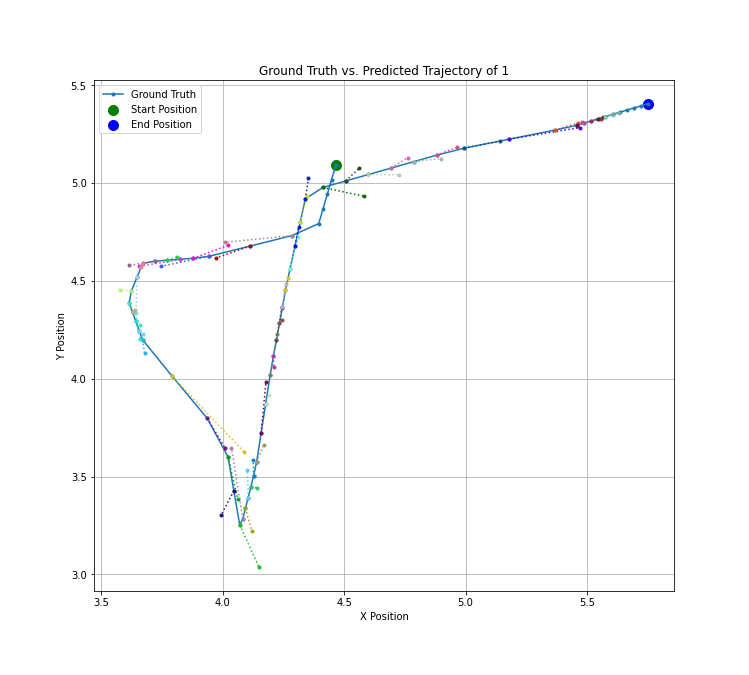 Ground Truth vs. Predicted Trajectory of 1
5.5
Ground Truth
Start Position
End Position
5.0
4.5
Y Position
4.0
3.5
3.0
3.5 4.0 4.5 5.0 5.5
X Position